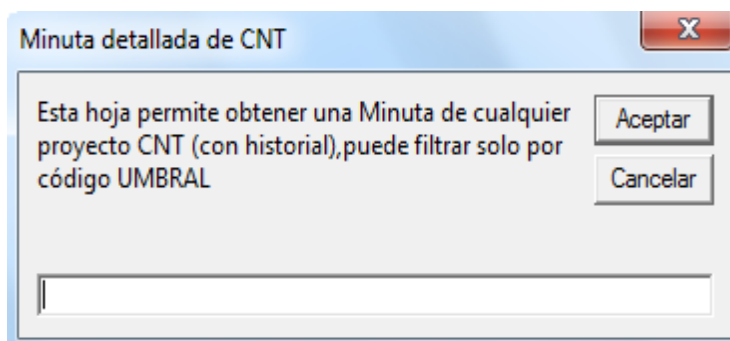 Minuta detallada de CNT
Esta hoja permite obtener una Minuta de cualquier
proyecto CNT (con historial),puede filtrar solo por
código UMBRAL
Aceptar
Cancelar